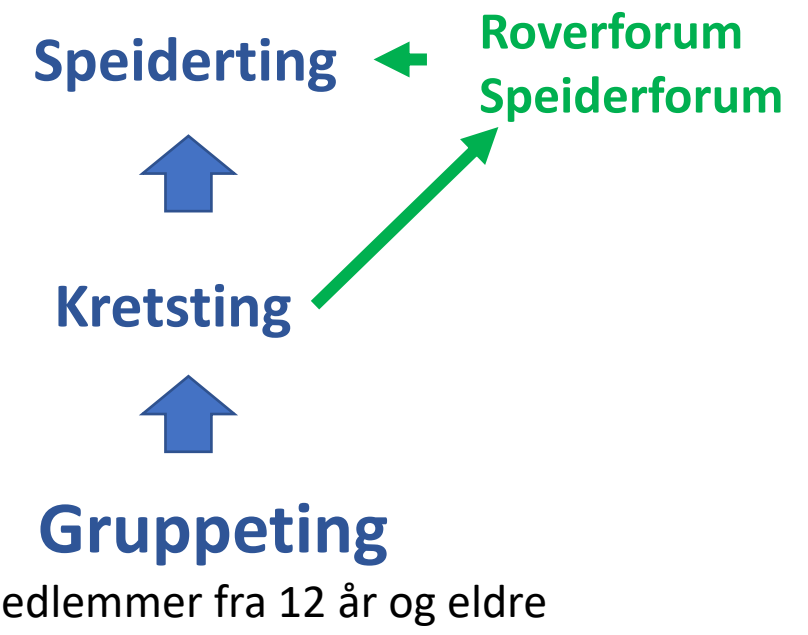 Speiderting
Roverforum
Speiderforum
Kretsting
Gruppeting
edlemmer fra 12 år og eldre